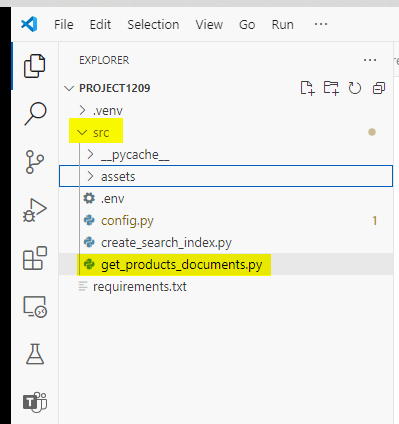 File Edit Selection View Go Run ···
EXPLORER ···
PROJECT1209
.venv
src
__pycache__
assets
.env
config.py 1
create_search_index.py
get_products_documents.py
requirements.txt